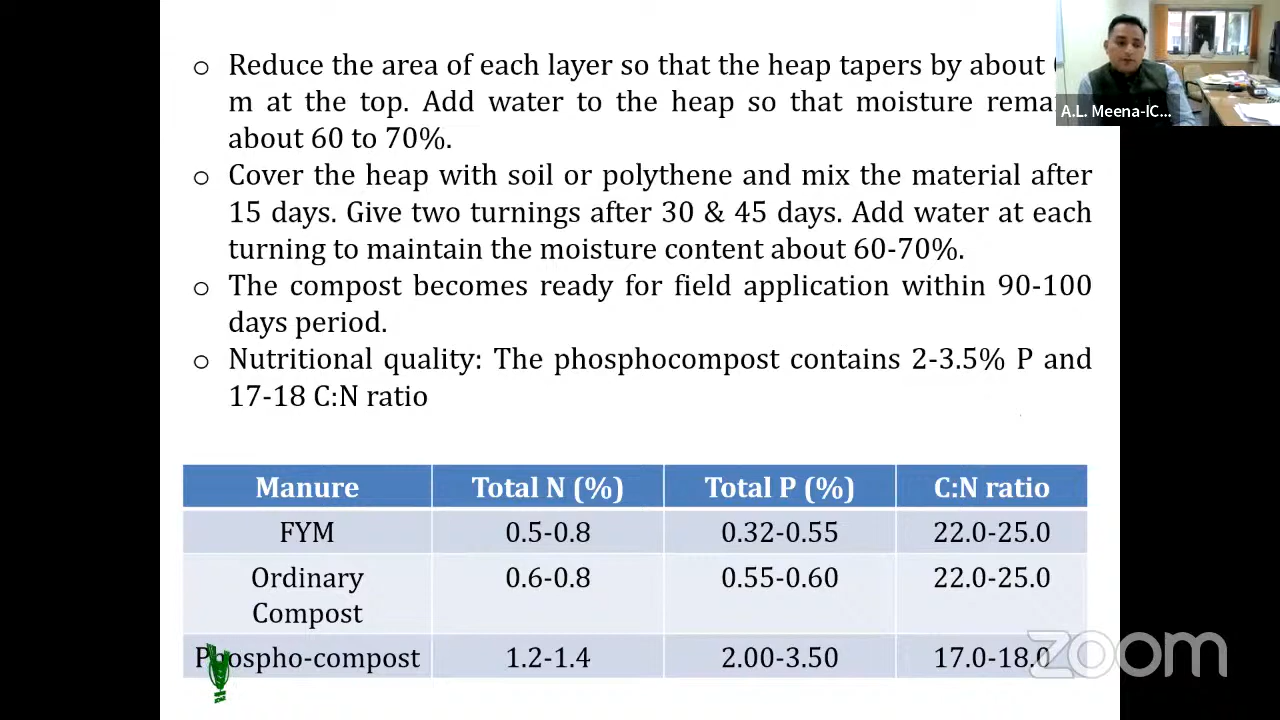 Reduce the area of each layer so that the heap tapers by about
m at the top. Add water to the heap so that moisture
about 60 to 70%.
Cover the heap with soil or polythene and mix the material after
15 days. Give two turnings after 30 & 45 days. Add water at each
turning to maintain the moisture content about 60-70%.
The compost becomes ready for field application within 90-100
days period.
Nutritional quality: The phosphocompost contains 2-3.5% P and
17-18 C:N ratio
A.L. Meena-IC...
Manure Total N (%) Total P (%) C:N ratio
FYM 0.5-0.8 0.32-0.55 22.0-25.0
Ordinary 0.6-0.8 0.55-0.60 22.0-25.0
Compost
Phospho-compost 1.2-1.4 2.00-3.50 17.0-18.0
zoom